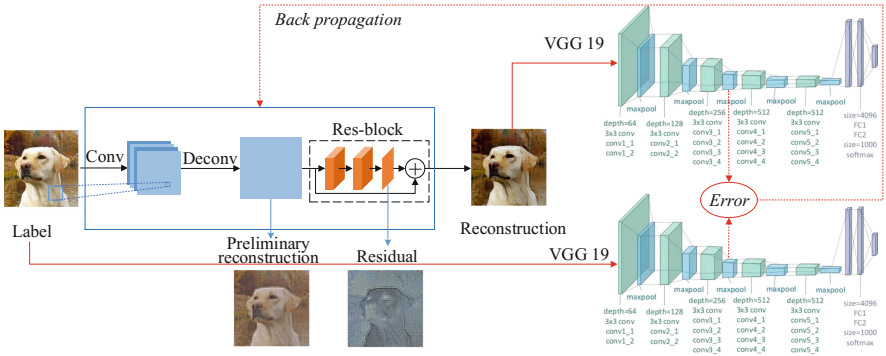 Back propagation
VGG 19
maxpool
maxpool
maxpool
maxpool
maxpool
depth=64
3x3 conv
conv1_1
conv1_2
depth=128
3x3 conv
conv2_1
conv2_2
depth=256
3x3 conv
conv3_1
conv3_2
conv3_3
conv3_4
depth=512
3x3 conv
conv4_1
conv4_2
conv4_3
conv4_4
depth=512
3x3 conv
conv5_1
conv5_2
conv5_3
conv5_4
size=4096
FC1
FC2
size=1000
softmax
Conv
Deconv
Res-block
Label
Preliminary
reconstruction
Residual
Reconstruction
Error
VGG 19
maxpool
maxpool
maxpool
maxpool
maxpool
depth=64
3x3 conv
conv1_1
conv1_2
depth=128
3x3 conv
conv2_1
conv2_2
depth=256
3x3 conv
conv3_1
conv3_2
conv3_3
conv3_4
depth=512
3x3 conv
conv4_1
conv4_2
conv4_3
conv4_4
depth=512
3x3 conv
conv5_1
conv5_2
conv5_3
conv5_4
size=4096
FC1
FC2
size=1000
softmax